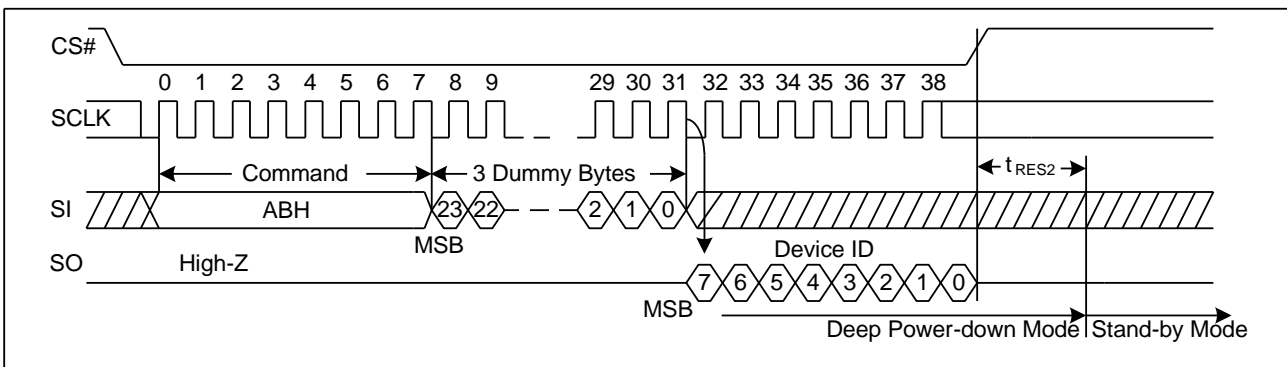 CS#
0 1 2 3 4 5 6 7 8 9 29 30 31 32 33 34 35 36 37 38
SCLK
Command 3 Dummy Bytes tRES2
SI ABH 23 22 2 1 0
MSB Device ID
SO High-Z
7 6 5 4 3 2 1 0
MSB
Deep Power-down Mode Stand-by Mode